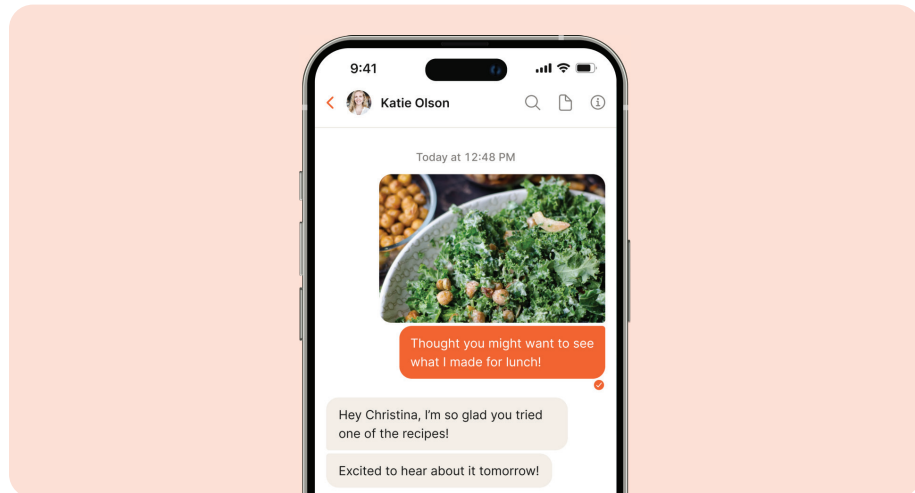 9:41
Katie Olson
Today at 12:48 PM
Thought you might want to see
what I made for lunch!
Hey Christina, I'm so glad you tried
one of the recipes!
Excited to hear about it tomorrow!